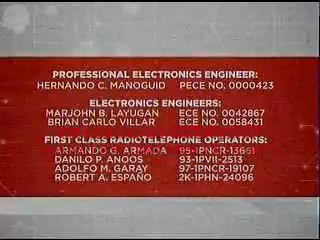 PROFESSIONAL ELECTRONICS ENGINEER:
HERNANDO C. MANOGUID PECE NO. 0000423
ELECTRONICS ENGINEERS:
MARJOHN B. LAYUGAN ECE NO. 0042867
BRIAN CARLO VILLAR ECE NO. 0058431
FIRST CLASS RADIOTELEPHONE OPERATORS:
ARMANDO G. ARMADA 95-1PNCR-13661
DANILO P. ANOOS 93-1PVII-2513
ADOLFO M. GARAY 97-1PNCR-19107
ROBERT A. ESPAÑO 2K-1PHN-24096